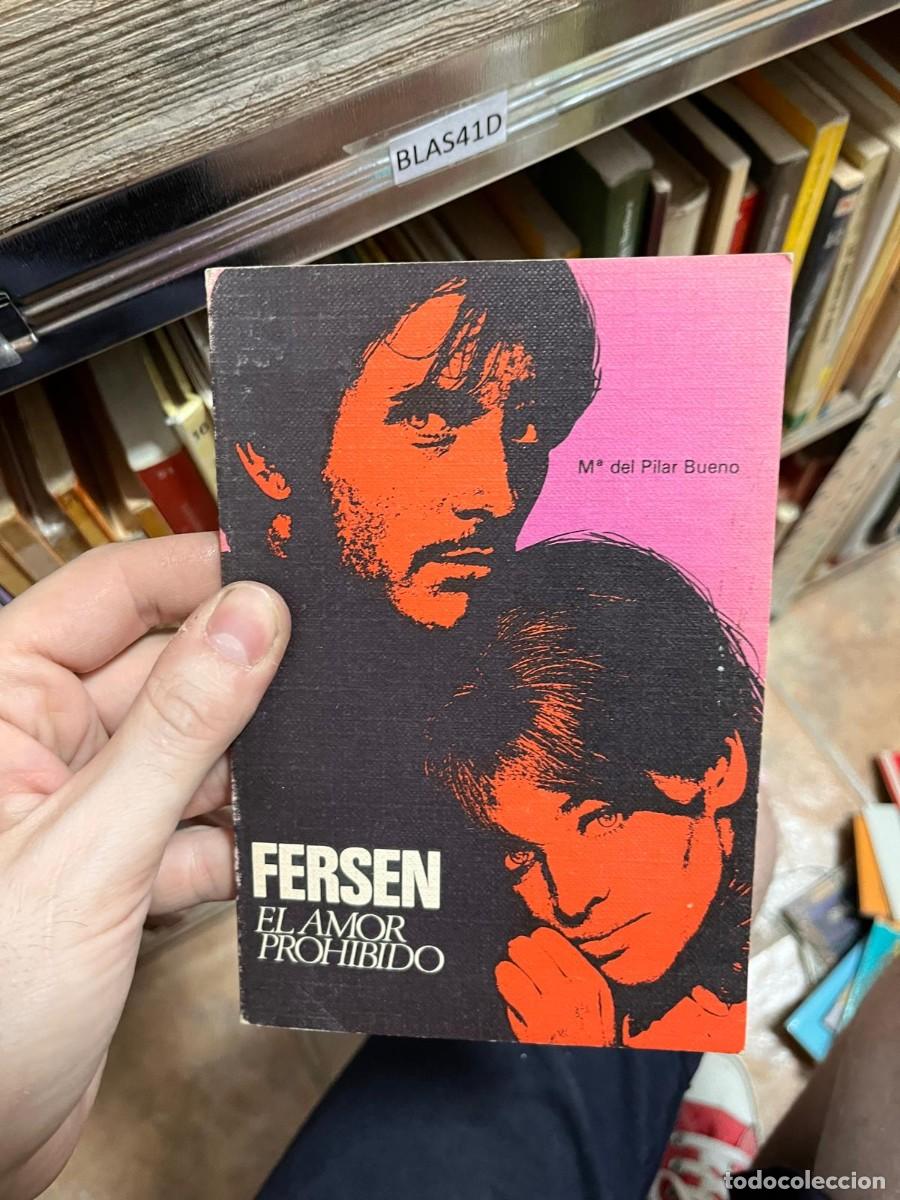 BLAS41D
Mª del Pilar Bueno
FERSEN
EL AMOR
PROHIBIDO
todocoleccion